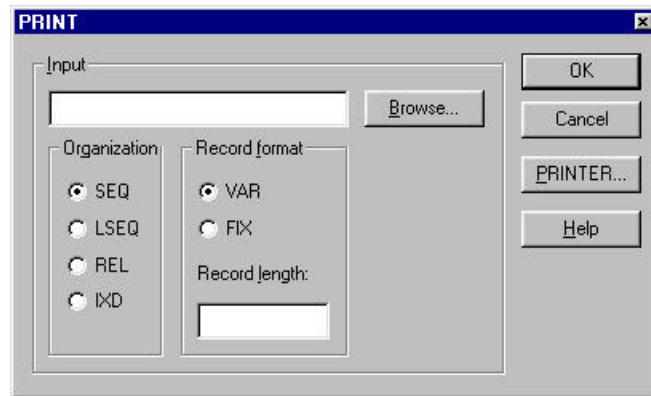 PRINT
Input
Browse...
Organization
SEQ
LSEQ
REL
IXD
Record format
VAR
FIX
Record length:
OK
Cancel
PRINTER...
Help